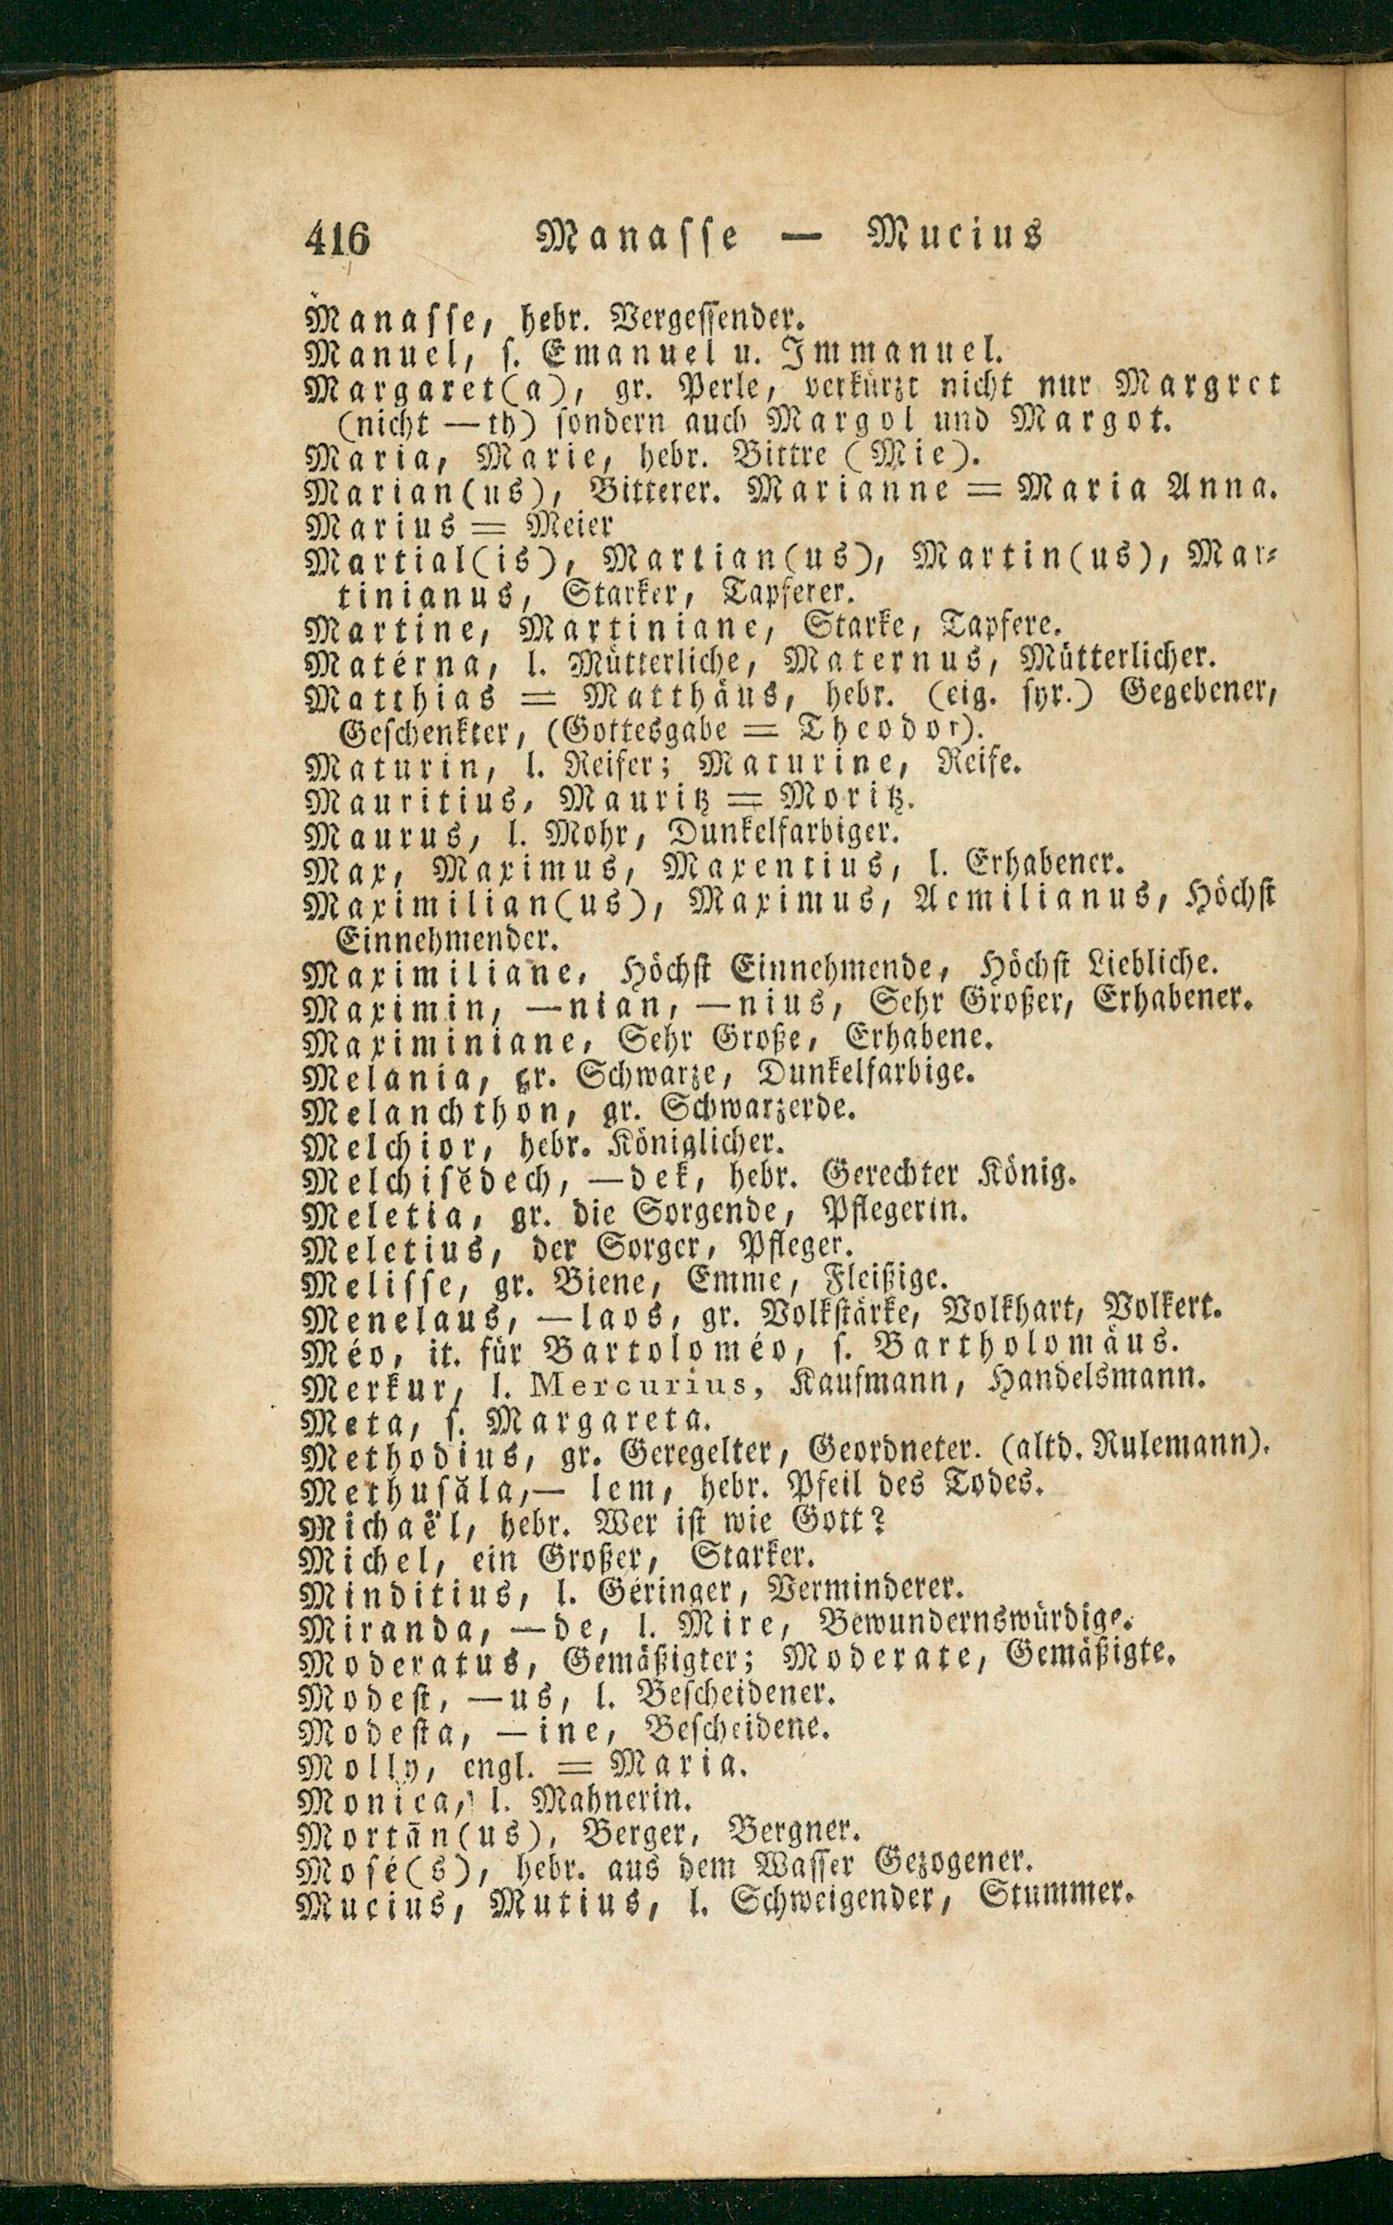 416 Manasse — Mucius
Manasse, hebr. Vergessender.
Manuel, s. Emanuel u. Immanuel.
Margaret(a), gr. Perle, verkürzt nicht nur Margret
(nicht —th) sondern auch Margol und Margot.
Maria, Marie, hebr. Bittre (Mie).
Marian(us), Bitterer. Marianne = Maria Anna.
Marius = Meier
Martial(is), Martian(us), Martin(us), Mar-
tinianus, Starker, Tapferer.
Martine, Martiniane, Starke, Tapfere.
Matérna, l. Mütterliche, Maternus, Mütterlicher.
Matthias = Matthäus, hebr. (eig. syr.) Gegebener,
Geschenkter, (Gottesgabe = Theodor).
Maturin, l. Reifer; Maturine, Reife.
Mauritius, Mauritz = Moritz.
Maurus, l. Mohr, Dunkelfarbiger.
Max, Maximus, Maxentius, l. Erhabener.
Maximilian(us), Maximus, Aemilianus, Höchst
Einnehmender.
Maximiliane, Höchst Einnehmende, Höchst Liebliche.
Maximin, —nian, —nius, Sehr Großer, Erhabener.
Maximiniane, Sehr Große, Erhabene.
Melania, gr. Schwarze, Dunkelfarbige.
Melanchthon, gr. Schwarzerde.
Melchior, hebr. Königlicher.
Melchisĕdech, —dek, hebr. Gerechter König.
Meletia, gr. die Sorgende, Pflegerin.
Meletius, der Sorger, Pfleger.
Melisse, gr. Biene, Emme, Fleißige.
Menelaus, —laos, gr. Volkstärke, Volkhart, Volkert.
Méo, it. für Bartoloméo, s. Bartholomäus.
Merkur, l. Mercurius, Kaufmann, Handelsmann.
Meta, s. Margareta.
Methodius, gr. Geregelter, Geordneter. (altd. Rulemann).
Methusăla,— lem, hebr. Pfeil des Todes.
Michaël, hebr. Wer ist wie Gott?
Michel, ein Großer, Starker.
Minditius, l. Geringer, Verminderer.
Miranda, —de, l. Mire, Bewundernswürdige.
Moderatus, Gemäßigter; Moderate, Gemäßigte.
Modest, —us, l. Bescheidener.
Modesta, —ine, Bescheidene.
Molly, engl. = Maria.
Monica, l. Mahnerin.
Mortān(us), Berger, Bergner.
Mosé(s), hebr. aus dem Wasser Gezogener.
Mucius, Mutius, l. Schweigender, Stummer.